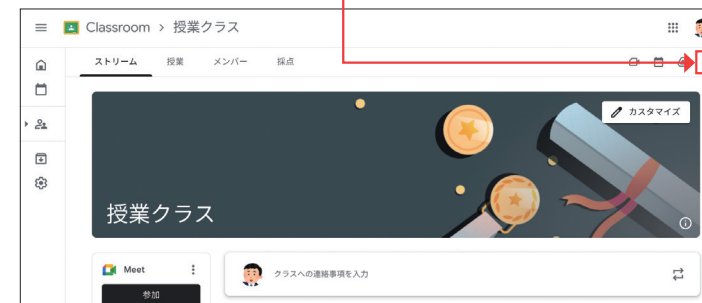 Classroom > 授業クラス
ストリーム 授業 メンバー 採点
カスタマイズ
授業クラス
Meet
クラスへの連絡事項を入力
参加